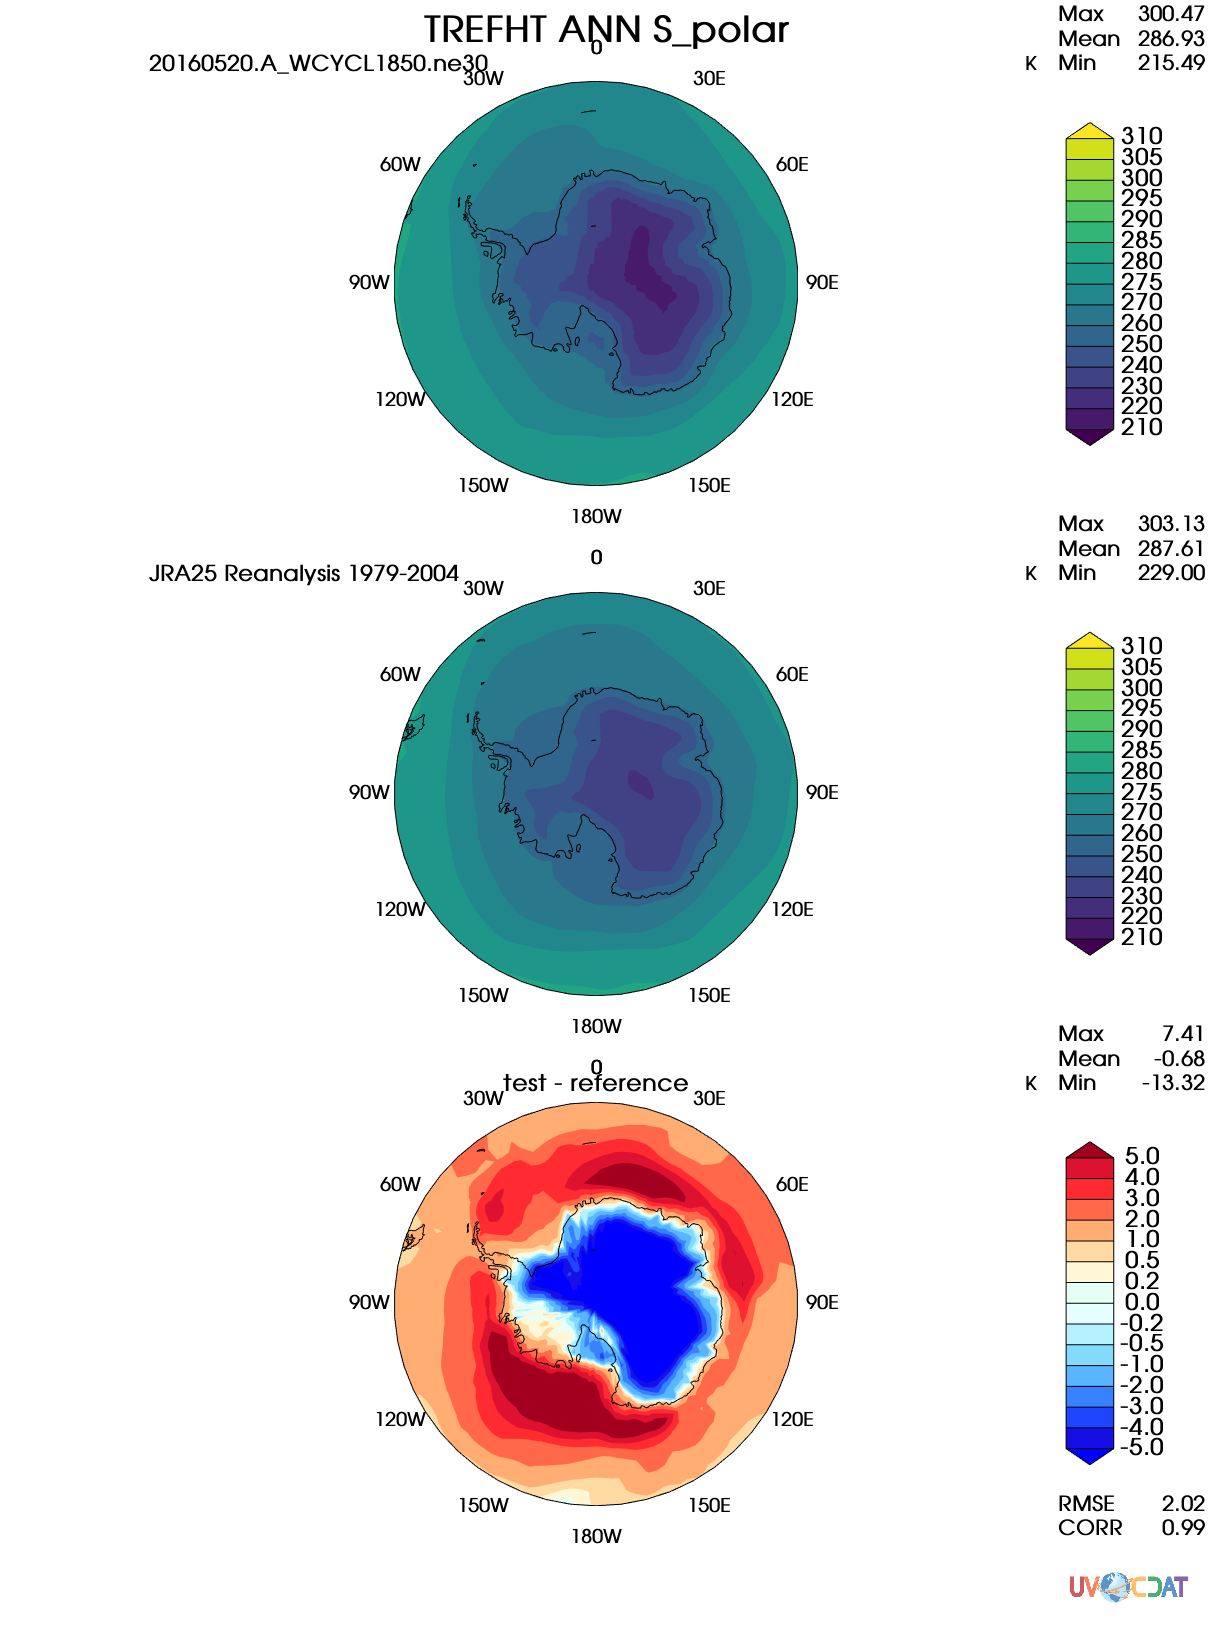 TREFHT ANN S_polar
20160520.A_WCYCL1850.ne30
Max 300.47
Mean 286.93
K Min 215.49
0
30W 30E
60W 60E
90W 90E
120W 120E
150W 150E
180W
310
305
300
295
290
285
280
275
270
260
250
240
230
220
210
JRA25 Reanalysis 1979-2004
Max 303.13
Mean 287.61
K Min 229.00
0
30W 30E
60W 60E
90W 90E
120W 120E
150W 150E
180W
310
305
300
295
290
285
280
275
270
260
250
240
230
220
210
test - reference
Max 7.41
Mean -0.68
K Min -13.32
0
30W 30E
60W 60E
90W 90E
120W 120E
150W 150E
180W
5.0
4.0
3.0
2.0
1.0
0.5
0.2
0.0
-0.2
-0.5
-1.0
-2.0
-3.0
-4.0
-5.0
RMSE 2.02
CORR 0.99
UV CDAT